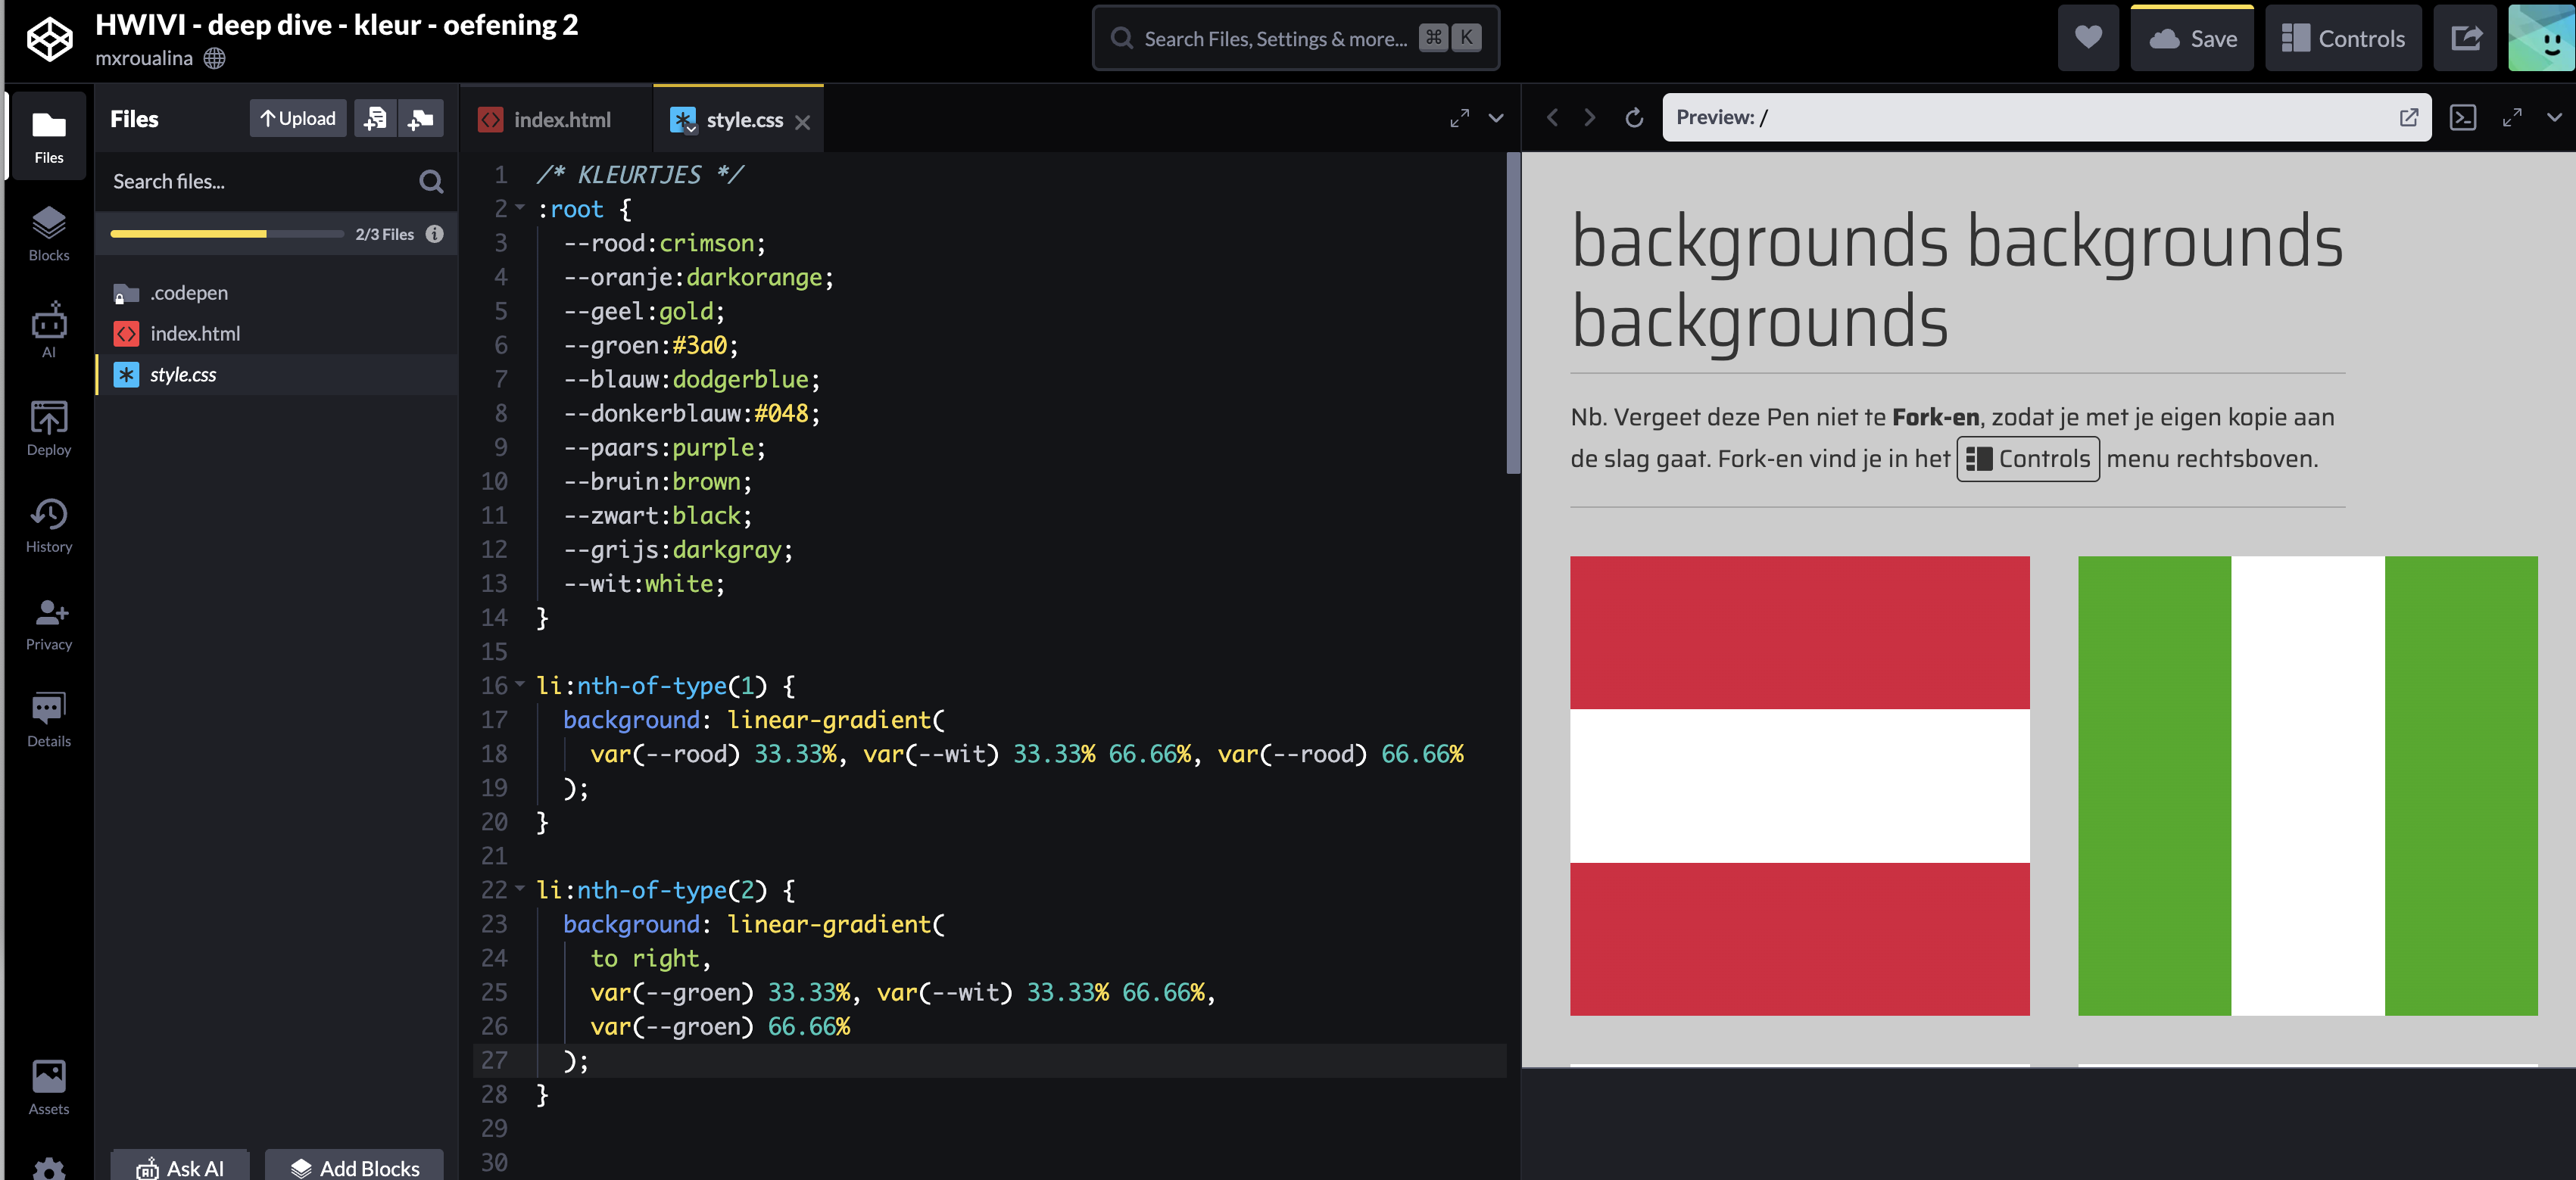 HWIVI - deep dive - kleur - oefening 2
mxroualina
Search Files, Settings & more... ⌘ K
Save
Controls
Files
Files
Upload
Search files...
2/3 Files
.codepen
index.html
style.css
Blocks
AI
Deploy
History
Privacy
Details
Assets
Ask AI
Add Blocks
index.html
style.css
1 /* KLEURTJES */
2 :root {
3 --rood:crimson;
4 --oranje:darkorange;
5 --geel:gold;
6 --groen:#3a0;
7 --blauw:dodgerblue;
8 --donkerblauw:#048;
9 --paars:purple;
10 --bruin:brown;
11 --zwart:black;
12 --grijs:darkgray;
13 --wit:white;
14 }
15
16 li:nth-of-type(1) {
17 background: linear-gradient(
18 var(--rood) 33.33%, var(--wit) 33.33% 66.66%, var(--rood) 66.66%
19 );
20 }
21
22 li:nth-of-type(2) {
23 background: linear-gradient(
24 to right,
25 var(--groen) 33.33%, var(--wit) 33.33% 66.66%,
26 var(--groen) 66.66%
27 );
28 }
29
30
Preview: /
backgrounds backgrounds
backgrounds
Nb. Vergeet deze Pen niet te Fork-en, zodat je met je eigen kopie aan
de slag gaat. Fork-en vind je in het Controls menu rechtsboven.